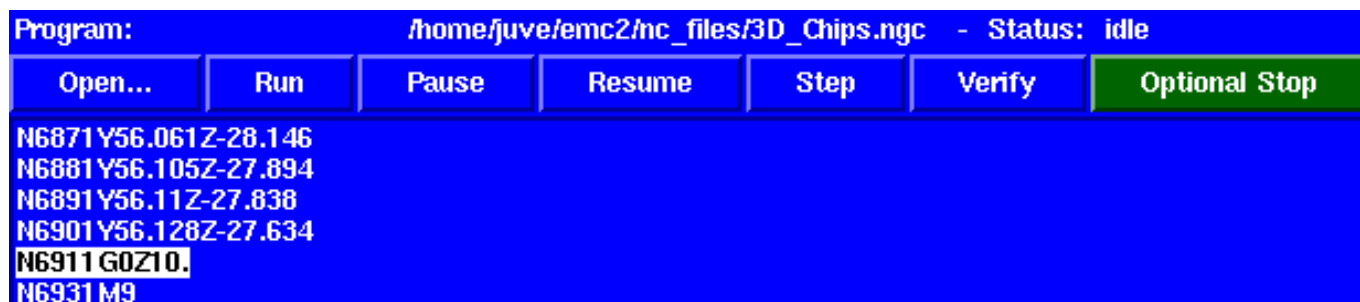 Program: /home/juve/emc2/nc_files/3D_Chips.ngc - Status: idle
Open... Run Pause Resume Step Verify Optional Stop
N6871Y56.061Z-28.146
N6881Y56.105Z-27.894
N6891Y56.11Z-27.838
N6901Y56.128Z-27.634
N6911G0Z10.
N6931M9